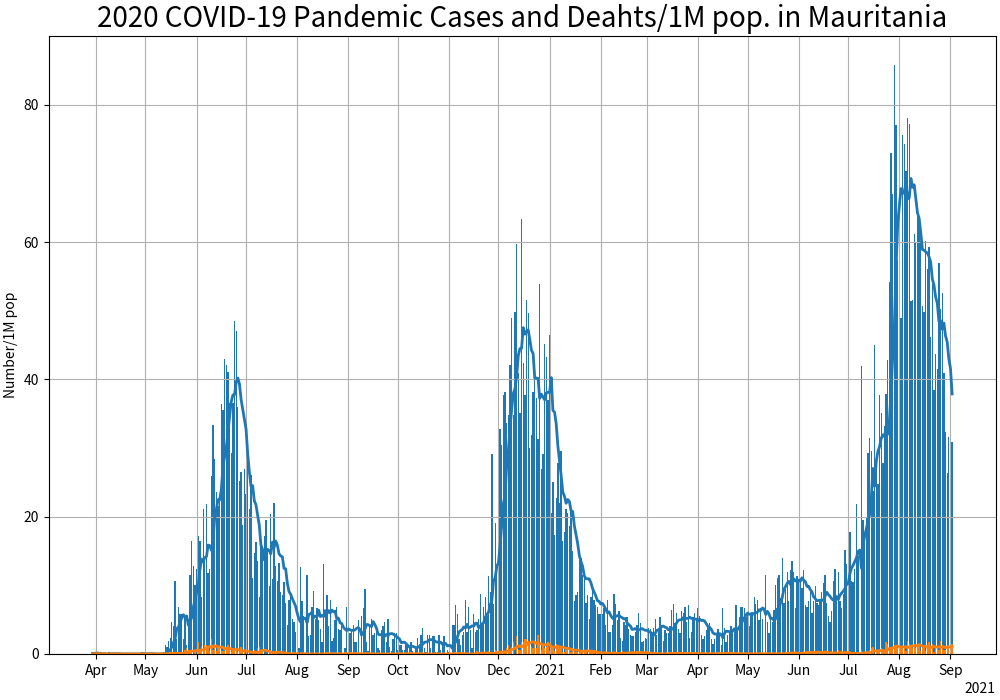 2020 COVID-19 Pandemic Cases and Deahts/1M pop. in Mauritania
Number/1M pop
80
60
40
20
0
Apr May Jun Jul Aug Sep Oct Nov Dec 2021 Feb Mar Apr May Jun Jul Aug Sep
2021